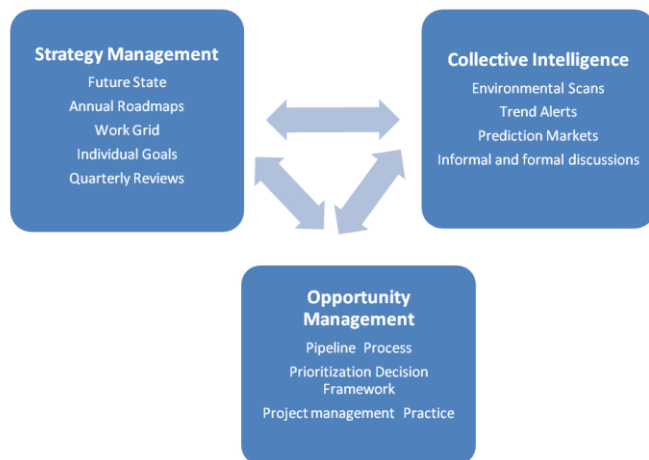 Strategy Management
Future State
Annual Roadmaps
Work Grid
Individual Goals
Quarterly Reviews
Collective Intelligence
Environmental Scans
Trend Alerts
Prediction Markets
Informal and formal discussions
Opportunity
Management
Pipeline Process
Prioritization Decision
Framework
Project management Practice